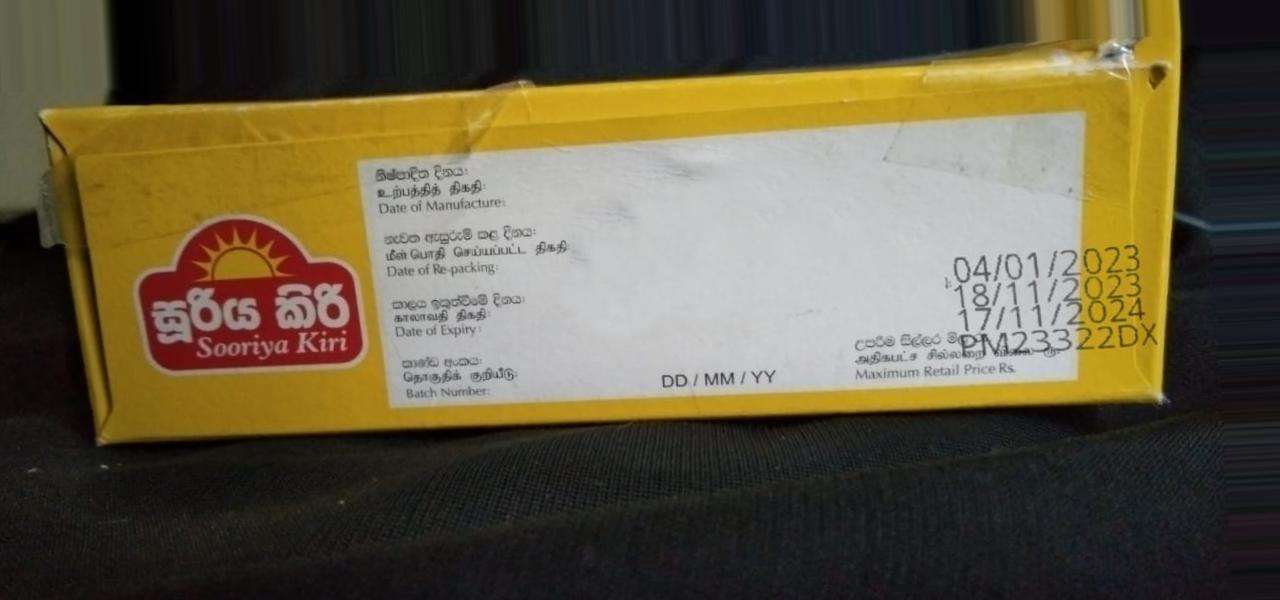 සූරිය කිරි
Sooriya Kiri
නිෂ්පාදිත දිනය:
உற்பத்தித் திகதி:
Date of Manufacture:
නැවත ඇසුරුම් කළ දිනය:
மீள் பொதி செய்யப்பட்ட திகதி:
Date of Re-packing:
කාලය ඉකුත්වීමේ දිනය:
காலாவதி திகதி:
Date of Expiry:
කාණ්ඩ අංකය:
தொகுதிக் குறியீடு:
Batch Number:
DD / MM / YY
04/01/2023
18/11/2023
17/11/2024
PM23322DX
උපරිම සිල්ලර
அதிகபட்ச சில்லறை விலை ரூ.
Maximum Retail Price Rs.